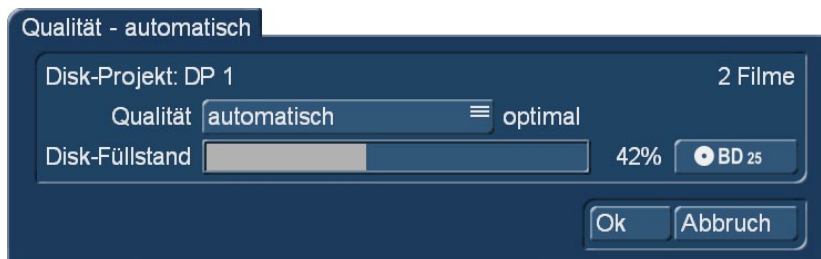 Qualität - automatisch
Disk-Projekt: DP 1 2 Filme
Qualität automatisch optimal
Disk-Füllstand 42% BD 25
Ok Abbruch